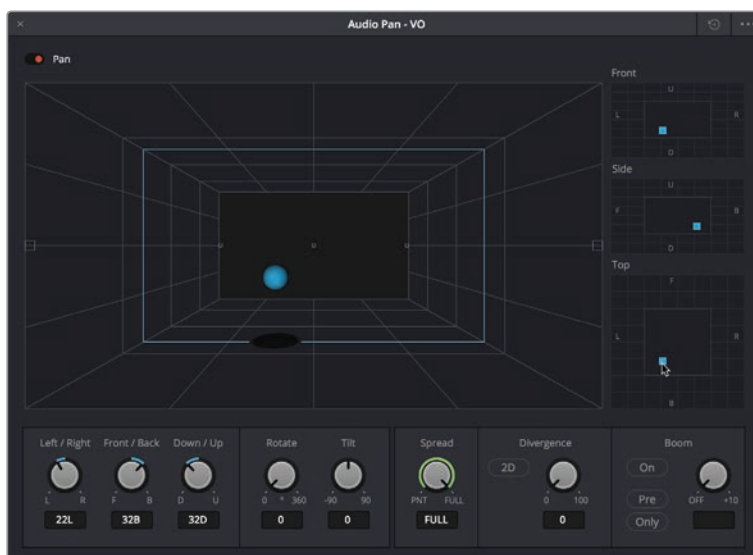 Audio Pan - VO
Pan
Front
U
L
R
D
Side
U
F
B
D
Top
F
L
R
B
Left / Right
Front / Back
Down / Up
Rotate
Tilt
Spread
Divergence
Boom
2D
On
L R
F B
D U
0 * 360
-90 90
PNT FULL
0 100
Pre
OFF +10
22L
32B
32D
0
0
FULL
0
Only